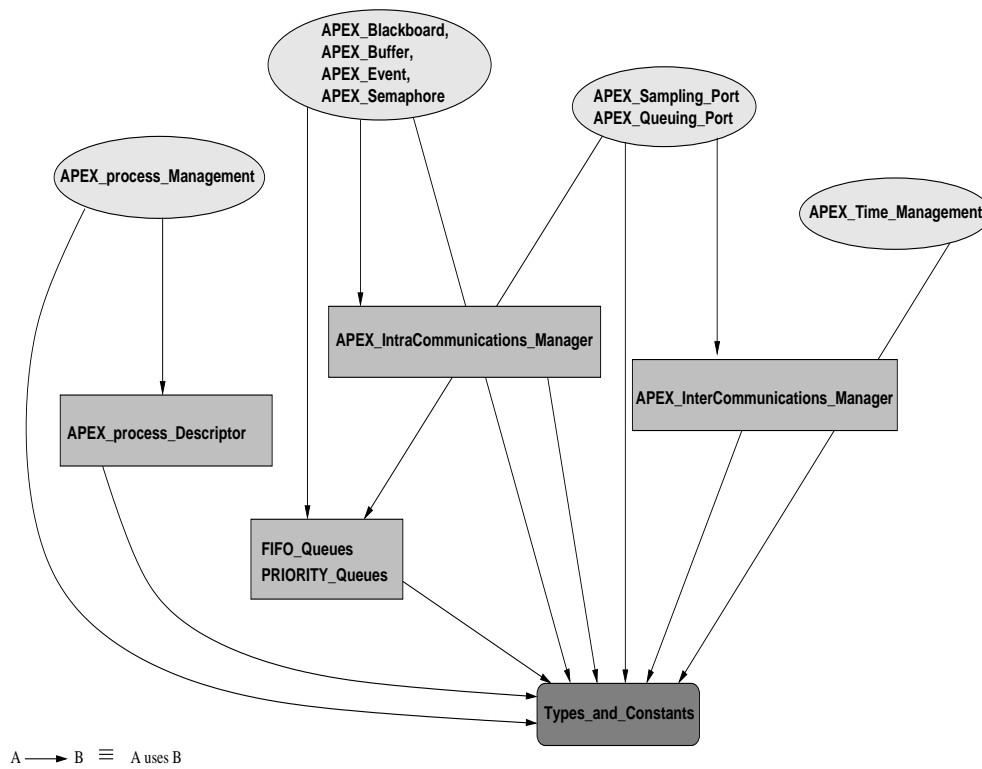 APEX_Blackboard,
APEX_Buffer,
APEX_Event,
APEX_Semaphore
APEX_Sampling_Port
APEX_Queuing_Port
APEX_process_Management
APEX_Time_Management
APEX_IntraCommunications_Manager
APEX_InterCommunications_Manager
APEX_process_Descriptor
FIFO_Queues
PRIORITY_Queues
Types_and_Constants
A → B ≡ A uses B